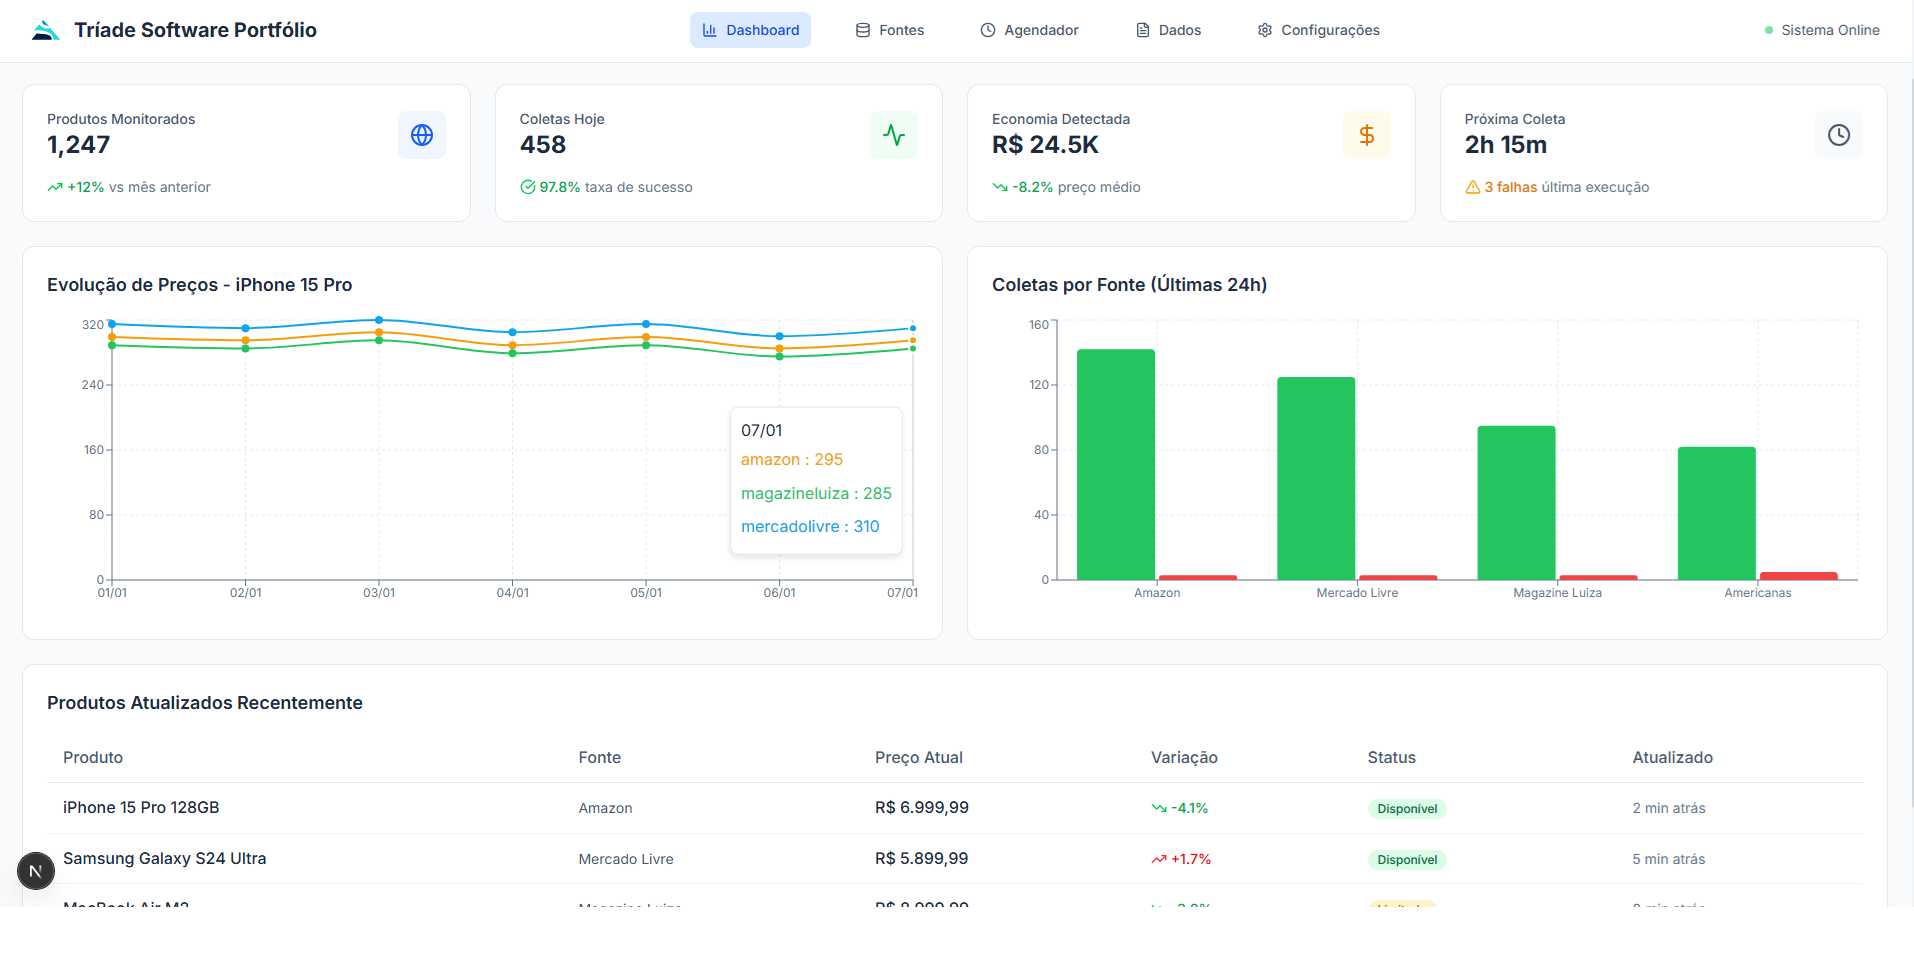 Tríade Software Portfólio
Dashboard
Fontes
Agendador
Dados
Configurações
Sistema Online
Produtos Monitorados
1,247
+12% vs mês anterior
Coletas Hoje
458
97.8% taxa de sucesso
Economia Detectada
R$ 24.5K
-8.2% preço médio
Próxima Coleta
2h 15m
3 falhas última execução
Evolução de Preços - iPhone 15 Pro
320
240
160
80
0
01/01
02/01
03/01
04/01
05/01
06/01
07/01
07/01
amazon : 295
magazineluiza : 285
mercadolivre : 310
Coletas por Fonte (Últimas 24h)
160
120
80
40
0
Amazon
Mercado Livre
Magazine Luiza
Americanas
Produtos Atualizados Recentemente
Produto Fonte Preço Atual Variação Status Atualizado
iPhone 15 Pro 128GB Amazon R$ 6.999,99 -4.1% Disponível 2 min atrás
Samsung Galaxy S24 Ultra Mercado Livre R$ 5.899,99 +1.7% Disponível 5 min atrás
N
MacBook Air M2 Magazine Luiza